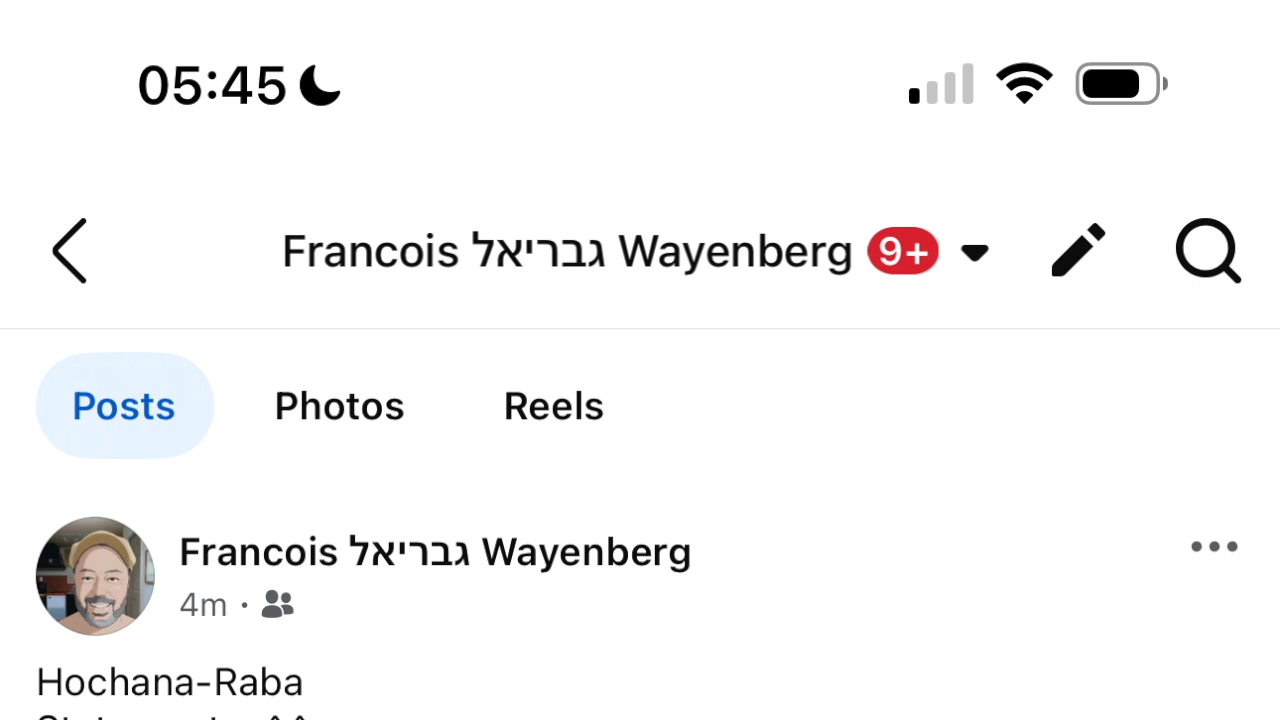 05:45
Francois גבריאל Wayenberg 9+
Posts Photos Reels
Francois גבריאל Wayenberg
4m ·
Hochana-Raba